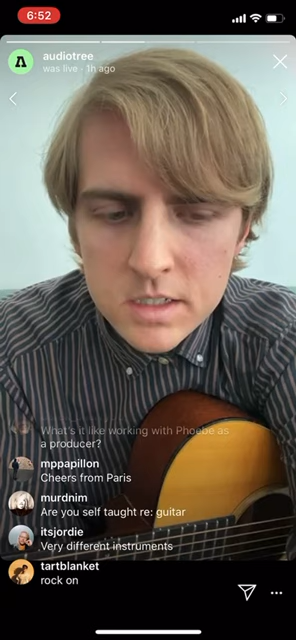 6:52
audiotree
was live · 1h ago
What's it like working with Phoebe as
a producer?
mppapillon
Cheers from Paris
murdnim
Are you self taught re: guitar
itsjordie
Very different instruments
tartblanket
rock on